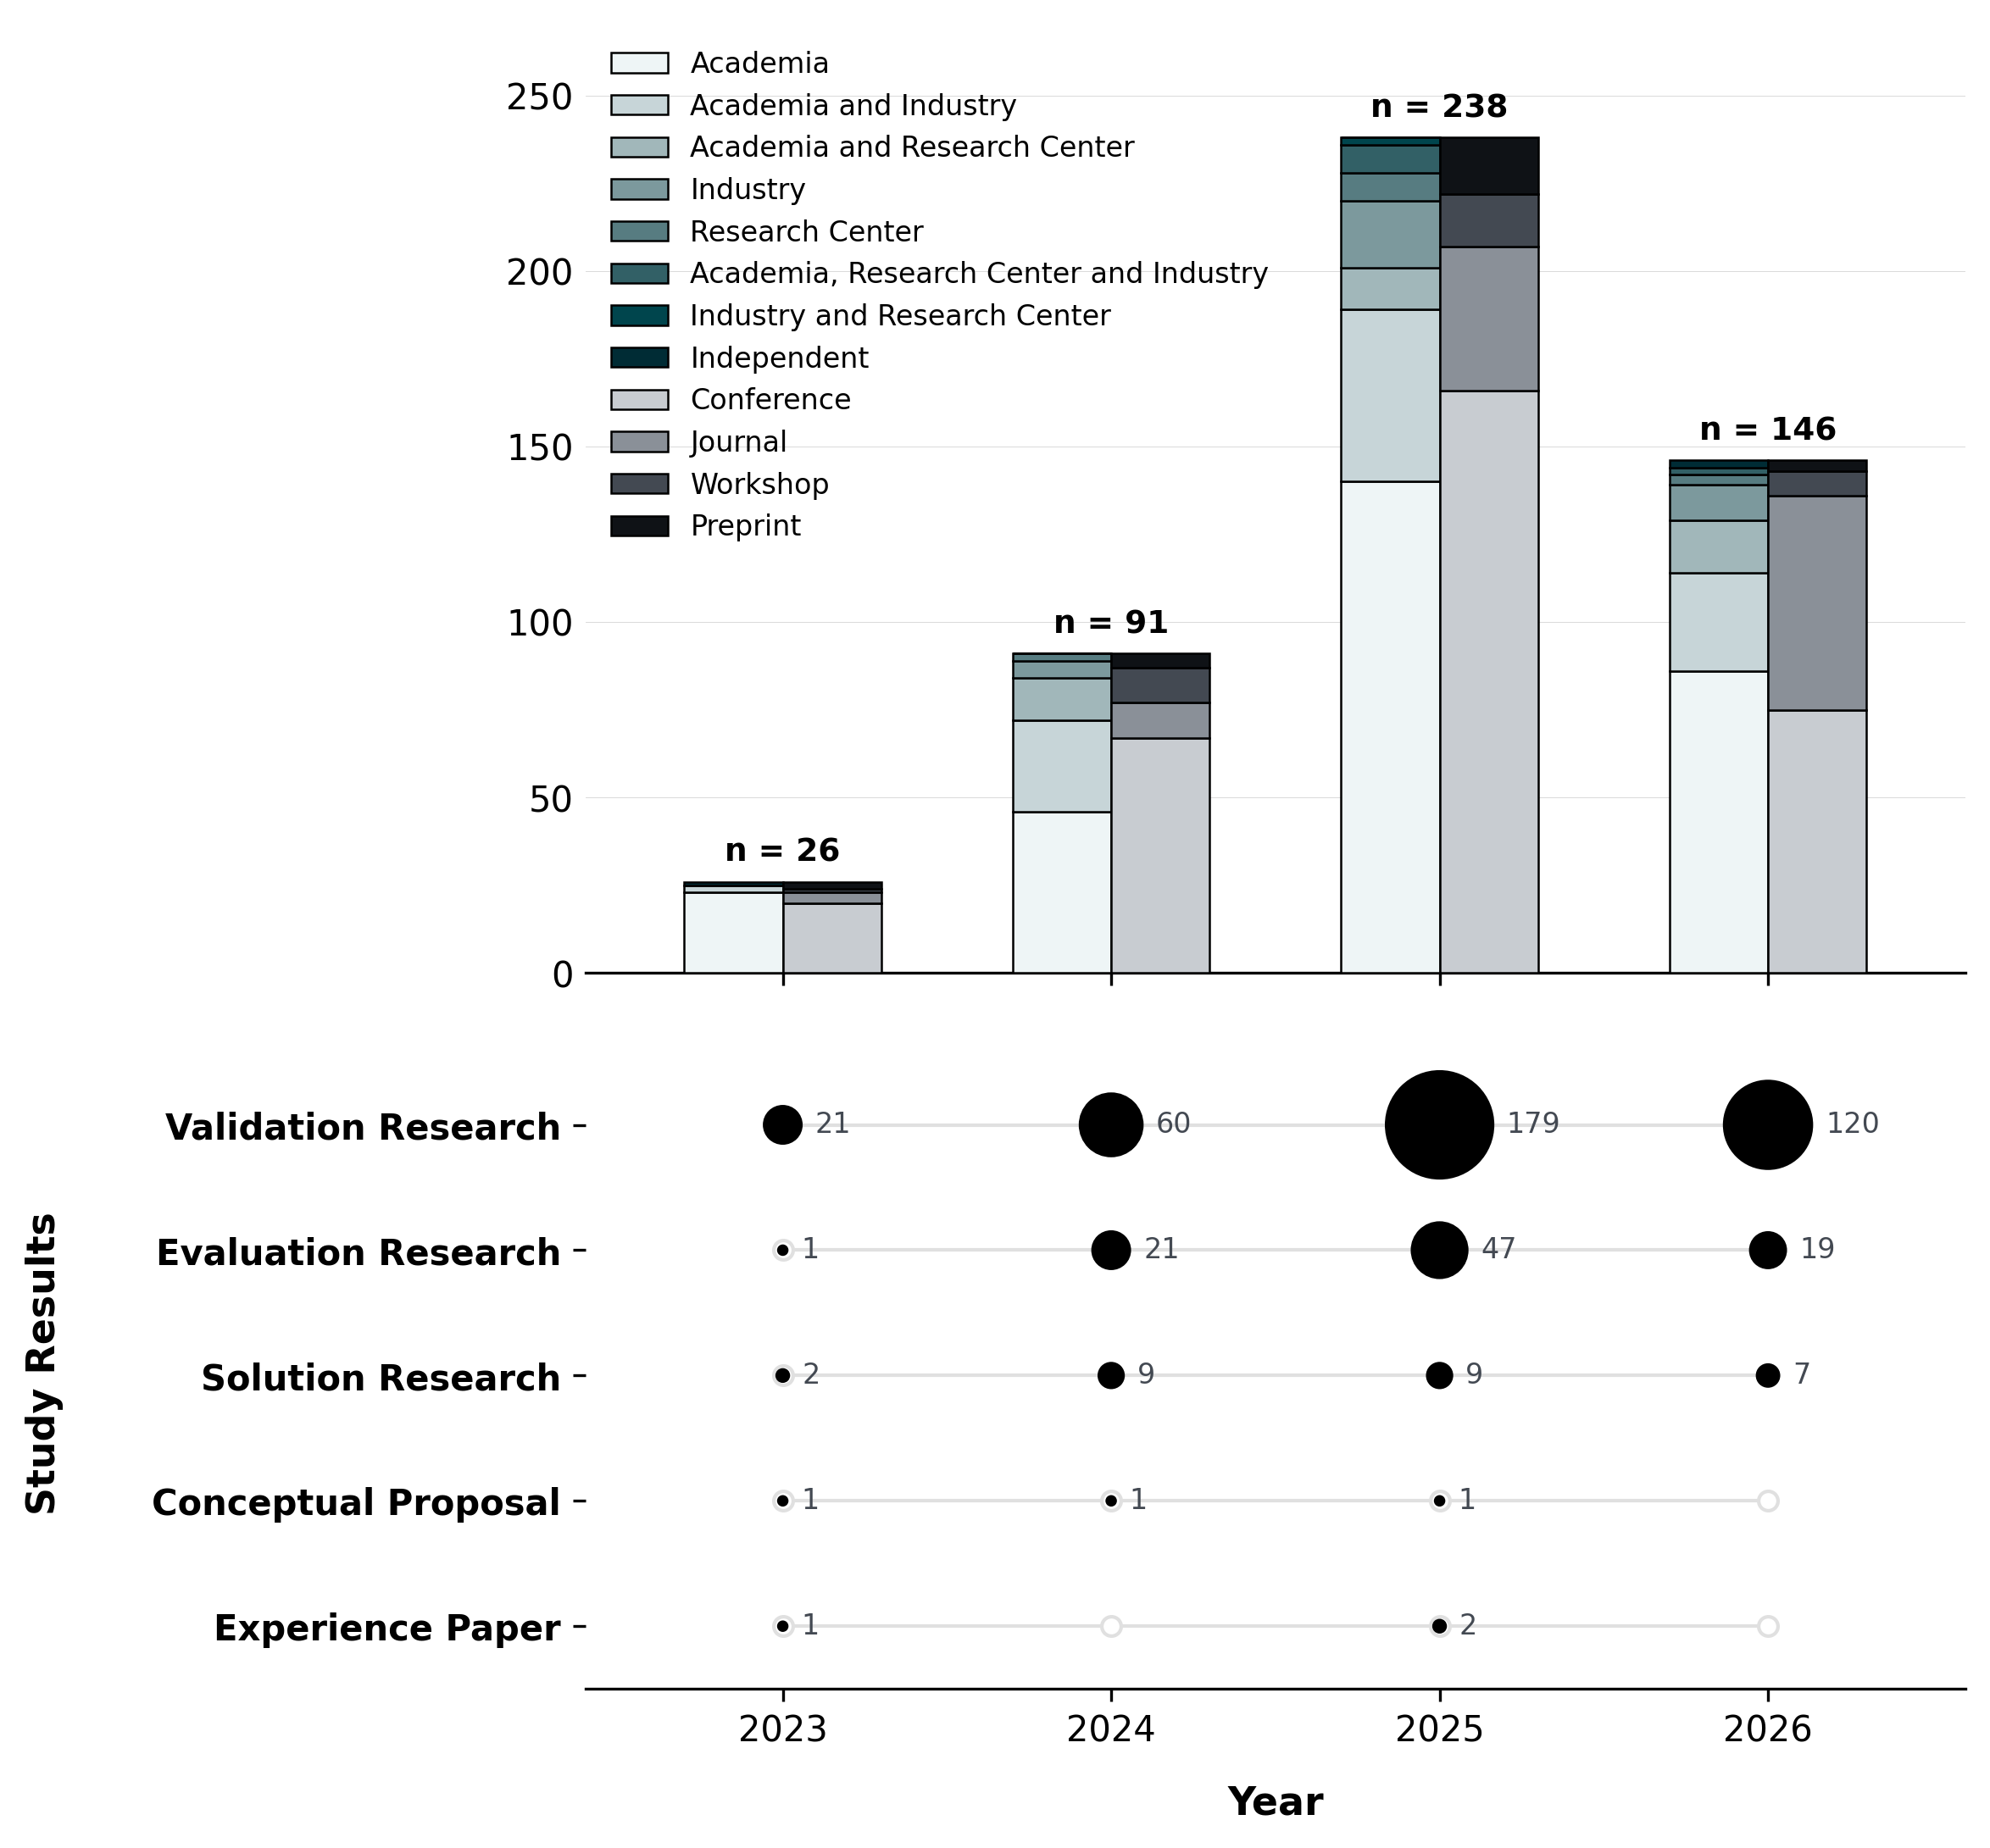 Academia
Academia and Industry
Academia and Research Center
Industry
Research Center
Academia, Research Center and Industry
Industry and Research Center
Independent
Conference
Journal
Workshop
Preprint
250
200
150
100
50
0
n = 26
n = 91
n = 238
n = 146
Study Results
Validation Research 21 60 179 120
Evaluation Research 1 21 47 19
Solution Research 2 9 9 7
Conceptual Proposal 1 1 1
Experience Paper 1 2
2023 2024 2025 2026
Year